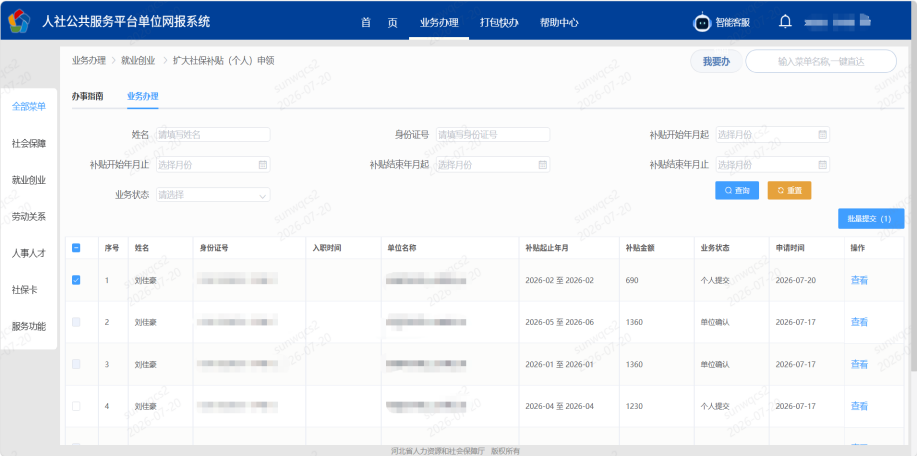 人社公共服务平台单位网报系统 首 页 业务办理 打包快办 帮助中心 智能客服
业务办理 > 就业创业 > 扩大社保补贴（个人）申领 我要办 输入菜单名称,一键直达
办事指南 业务办理
全部菜单
社会保障
就业创业
劳动关系
人事人才
社保卡
服务功能
姓名 请填写姓名 身份证号 请填写身份证号 补贴开始年月起 选择月份
补贴开始年月止 选择月份 补贴结束年月起 选择月份 补贴结束年月止 选择月份
业务状态 请选择 查询 重置
批量提交（1）
序号 姓名 身份证号 入职时间 单位名称 补贴起止年月 补贴金额 业务状态 申请时间 操作
1 刘佳豪 2026-02 至 2026-02 690 个人提交 2026-07-20 查看
2 刘佳豪 2026-05 至 2026-06 1360 单位确认 2026-07-17 查看
3 刘佳豪 2026-01 至 2026-01 1360 单位确认 2026-07-17 查看
4 刘佳豪 2026-04 至 2026-04 1230 个人提交 2026-07-17 查看
河北省人力资源和社会保障厅 版权所有
sunwqcs2
2026-07-20